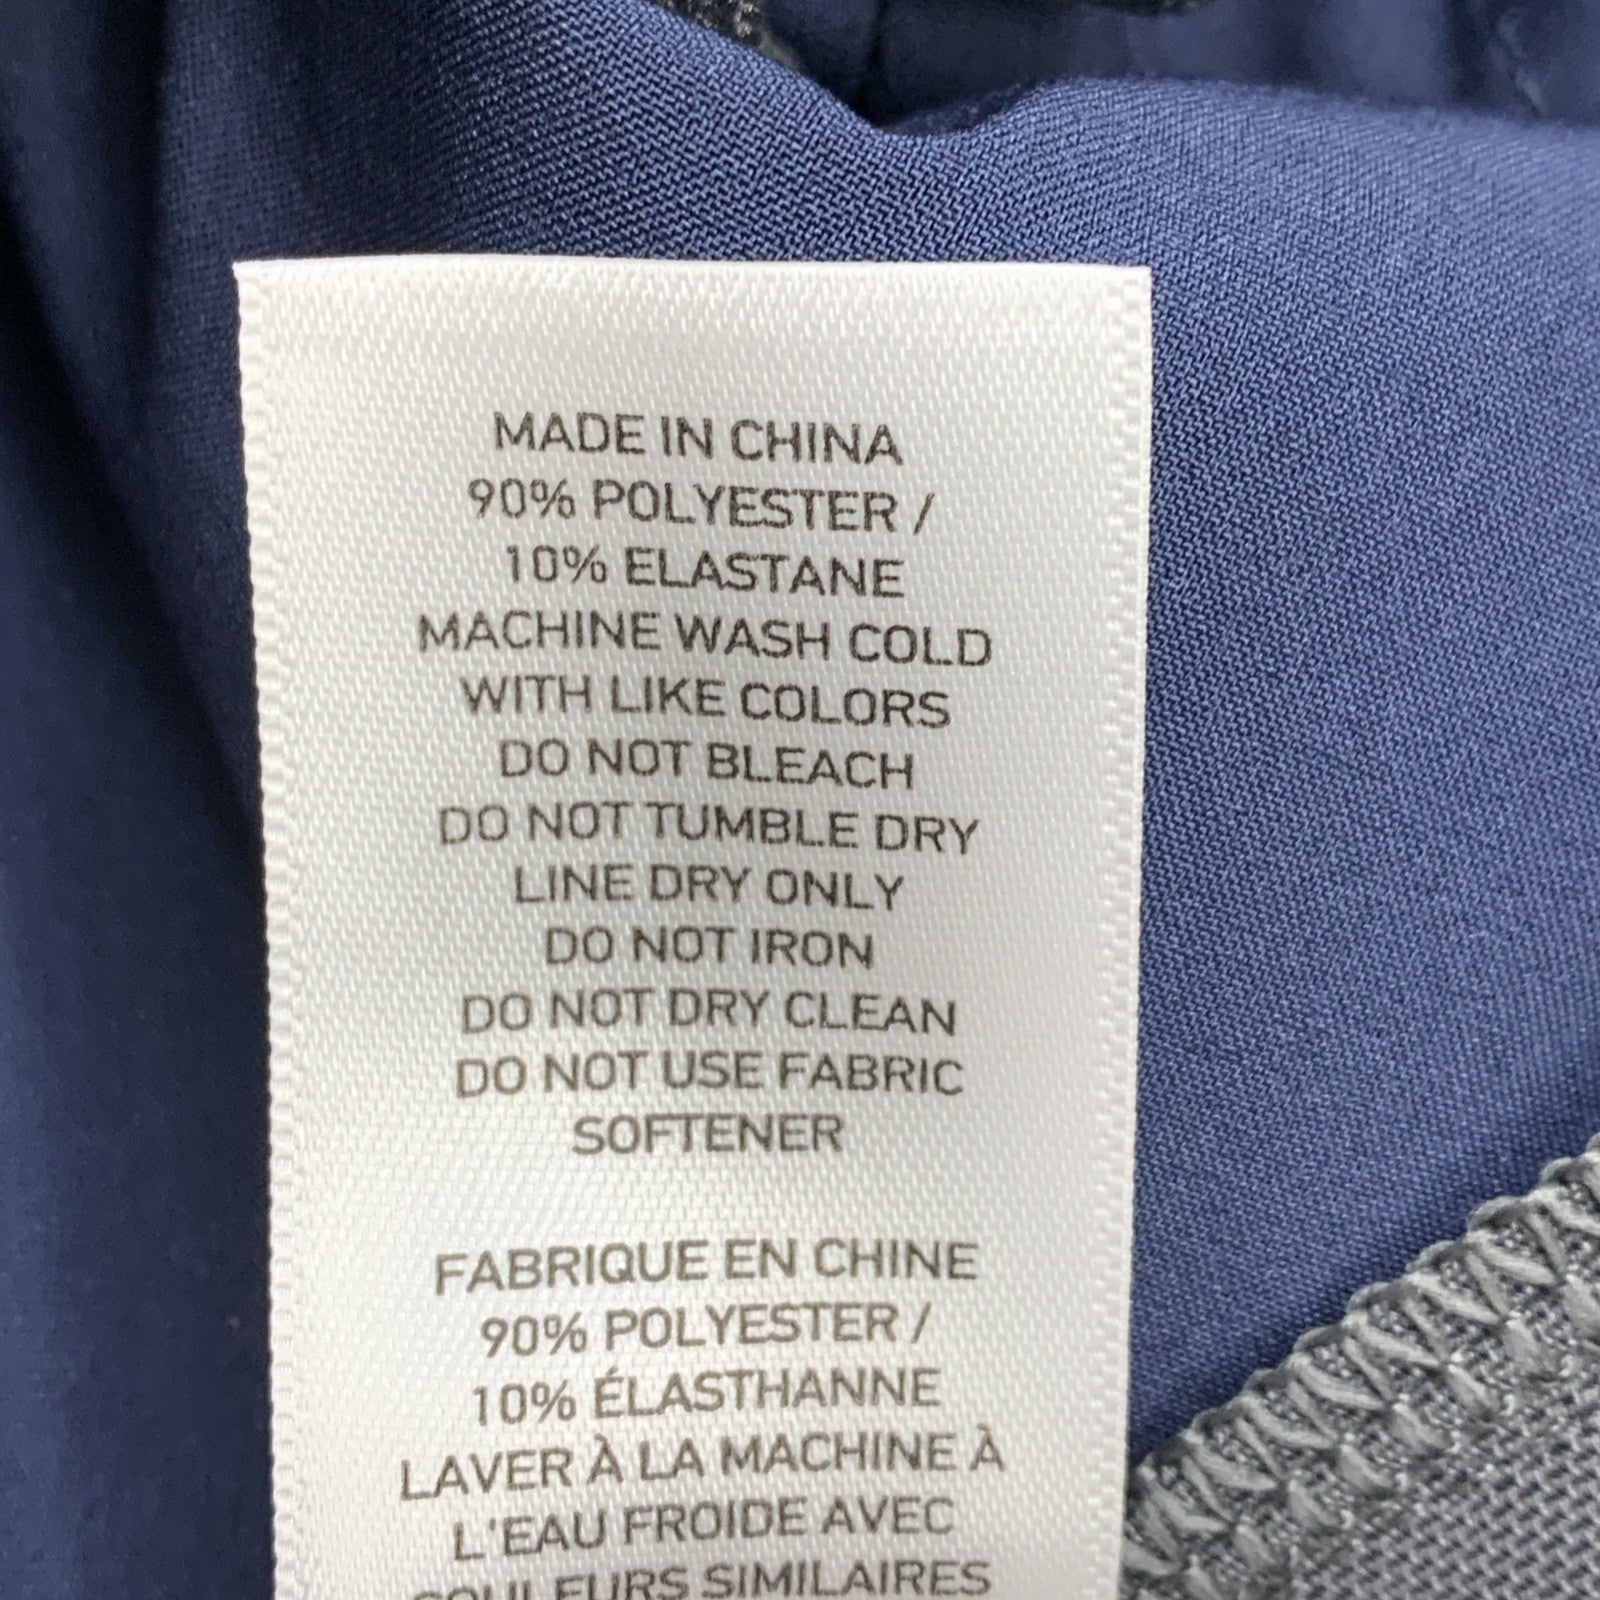 MADE IN CHINA
90% POLYESTER /
10% ELASTANE
MACHINE WASH COLD
WITH LIKE COLORS
DO NOT BLEACH
DO NOT TUMBLE DRY
LINE DRY ONLY
DO NOT IRON
DO NOT DRY CLEAN
DO NOT USE FABRIC
SOFTENER
FABRIQUE EN CHINE
90% POLYESTER /
10% ÉLASTHANNE
LAVER À LA MACHINE À
L'EAU FROIDE AVEC
COULEURS SIMILAIRES